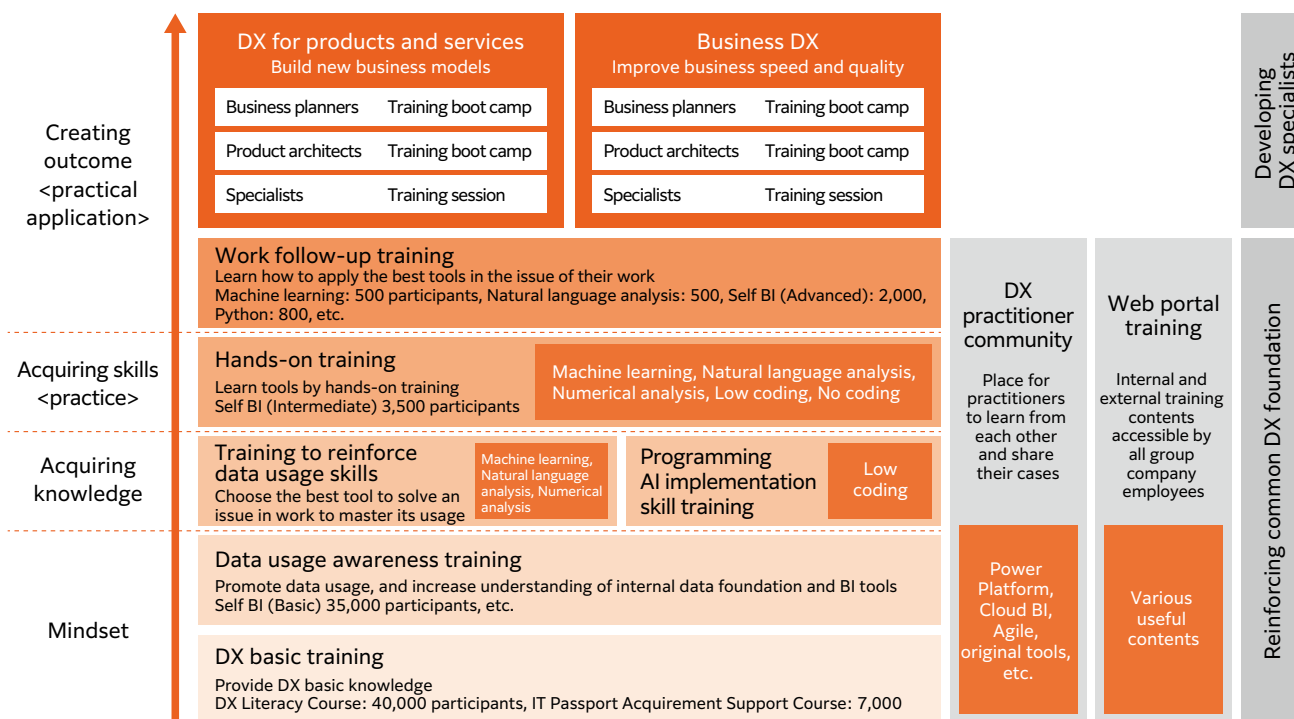 DX for products and services
Build new business models
Business planners Training boot camp
Product architects Training boot camp
Specialists Training session
Business DX
Improve business speed and quality
Business planners Training boot camp
Product architects Training boot camp
Specialists Training session
Developing
DX specialists
Creating
outcome
<practical
application>
Work follow-up training
Learn how to apply the best tools in the issue of their work
Machine learning: 500 participants, Natural language analysis: 500, Self BI (Advanced): 2,000,
Python: 800, etc.
Acquiring skills
<practice>
Hands-on training
Learn tools by hands-on training
Self BI (Intermediate) 3,500 participants
Machine learning, Natural language analysis,
Numerical analysis, Low coding, No coding
Acquiring
knowledge
Training to reinforce
data usage skills
Choose the best tool to solve an
issue in work to master its usage
Machine learning,
Natural language
analysis, Numerical
analysis
Programming
AI implementation
skill training
Low
coding
Mindset
Data usage awareness training
Promote data usage, and increase understanding of internal data foundation and BI tools
Self BI (Basic) 35,000 participants, etc.
DX basic training
Provide DX basic knowledge
DX Literacy Course: 40,000 participants, IT Passport Acquirement Support Course: 7,000
DX
practitioner
community
Place for
practitioners
to learn from
each other
and share
their cases
Power
Platform,
Cloud BI,
Agile,
original tools,
etc.
Web portal
training
Internal and
external training
contents
accessible by
all group
company
employees
Various
useful
contents
Reinforcing common DX foundation